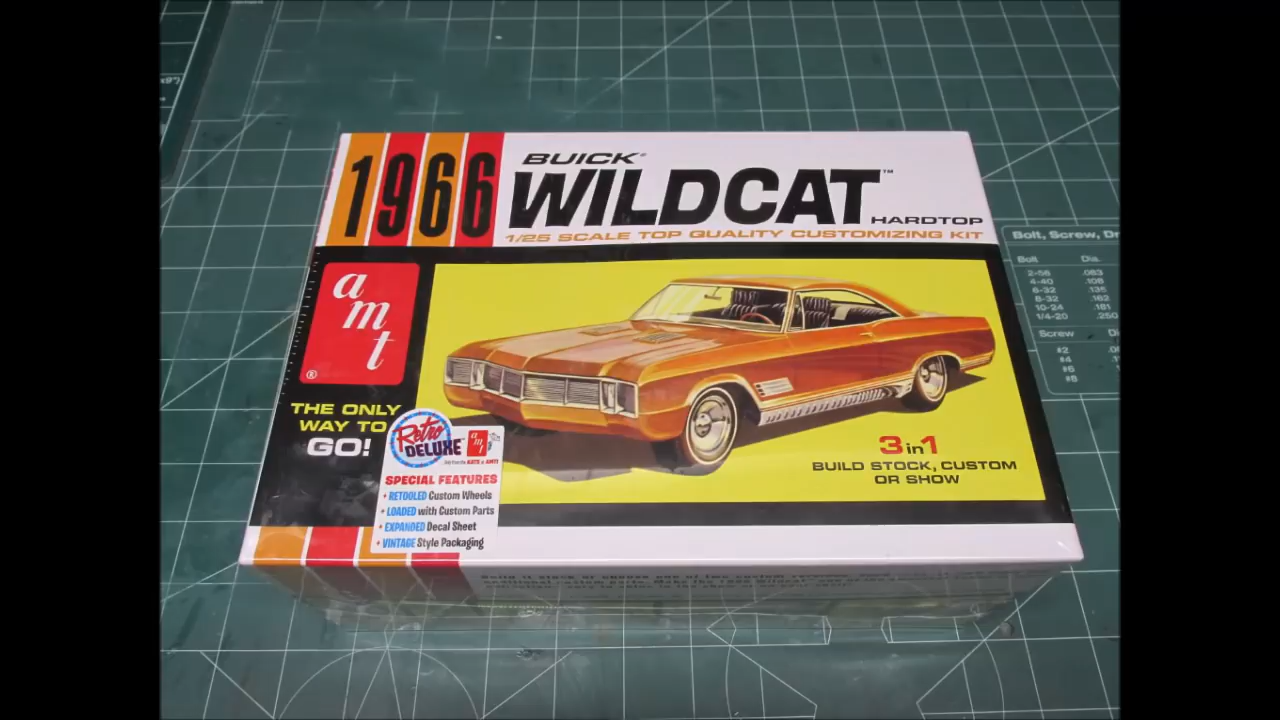 1966
BUICK®
WILDCAT™
HARDTOP
1/25 SCALE TOP QUALITY CUSTOMIZING KIT
amt
®
THE ONLY
WAY TO
GO!
Retro
DELUXE™
amt
SPECIAL FEATURES
• RETOOLED Custom Wheels
• LOADED with Custom Parts
• EXPANDED Decal Sheet
• VINTAGE Style Packaging
3 in 1
BUILD STOCK, CUSTOM
OR SHOW
Bolt, Screw, Dr
Bolt Dia.
2-56 .083
4-40 .108
6-32 .135
8-32 .162
10-24 .191
1/4-20 .250
Screw
#2
#4
#6
#8